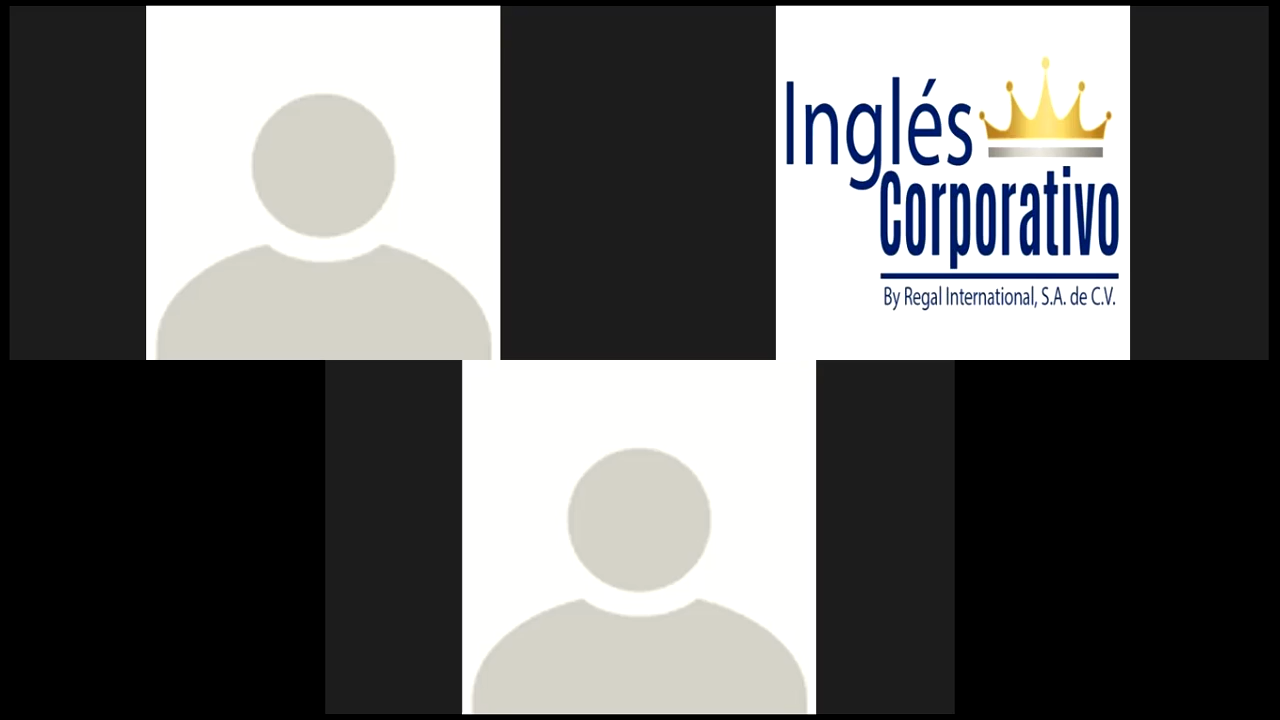 Inglés
Corporativo
By Regal International, S.A. de C.V.